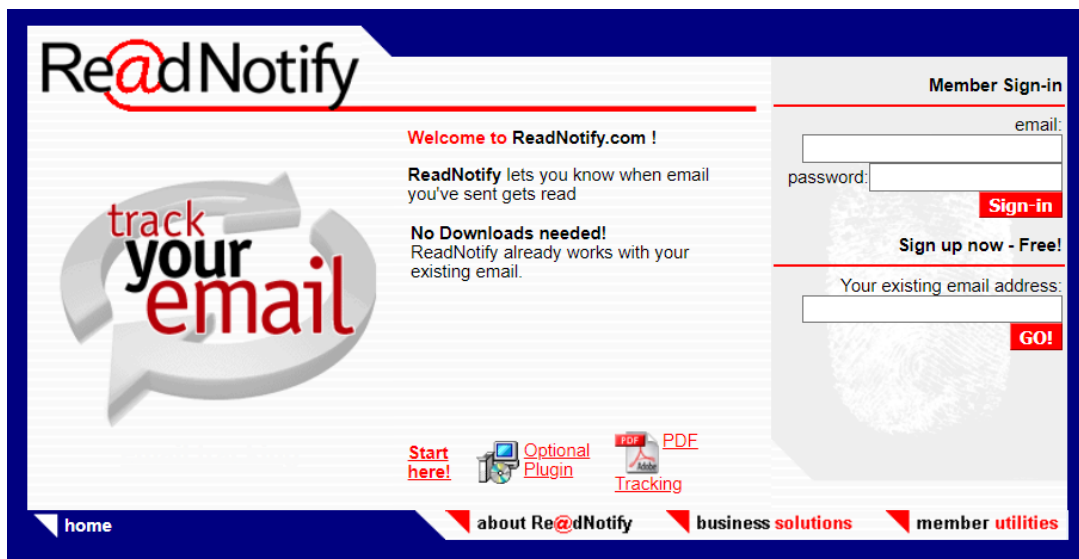 Re@dNotify
Member Sign-in
email:
password:
Sign-in
Sign up now - Free!
Your existing email address:
GO!
Welcome to ReadNotify.com !
ReadNotify lets you know when email
you've sent gets read
No Downloads needed!
ReadNotify already works with your
existing email.
track
your
email
Start
here!
Optional
Plugin
PDF
Adobe
PDF
Tracking
home
about Re@dNotify
business solutions
member utilities